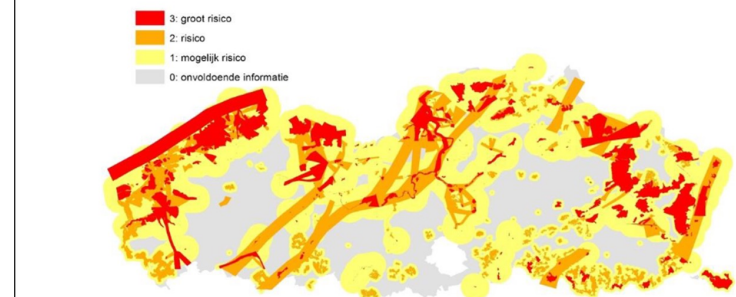 3: groot risico
2: risico
1: mogelijk risico
0: onvoldoende informatie